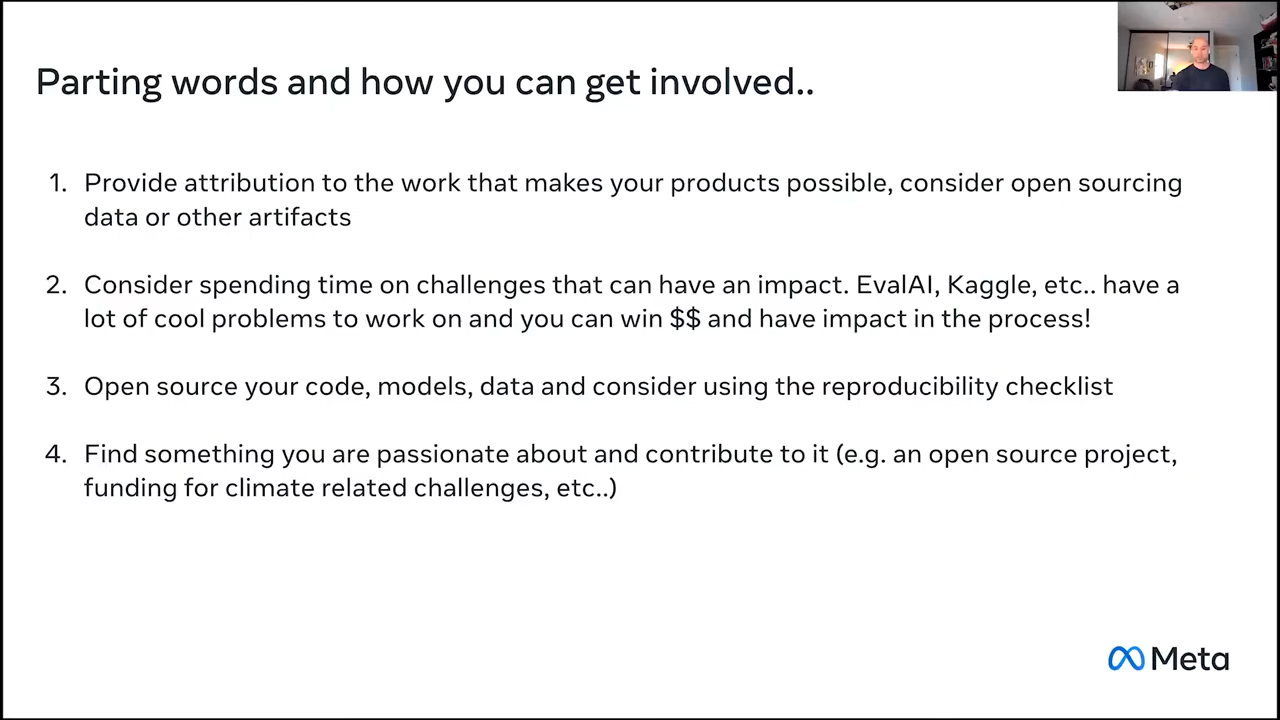 Parting words and how you can get involved..
1. Provide attribution to the work that makes your products possible, consider open sourcing
data or other artifacts
2. Consider spending time on challenges that can have an impact. EvalAI, Kaggle, etc.. have a
lot of cool problems to work on and you can win $$ and have impact in the process!
3. Open source your code, models, data and consider using the reproducibility checklist
4. Find something you are passionate about and contribute to it (e.g. an open source project,
funding for climate related challenges, etc..)
Meta